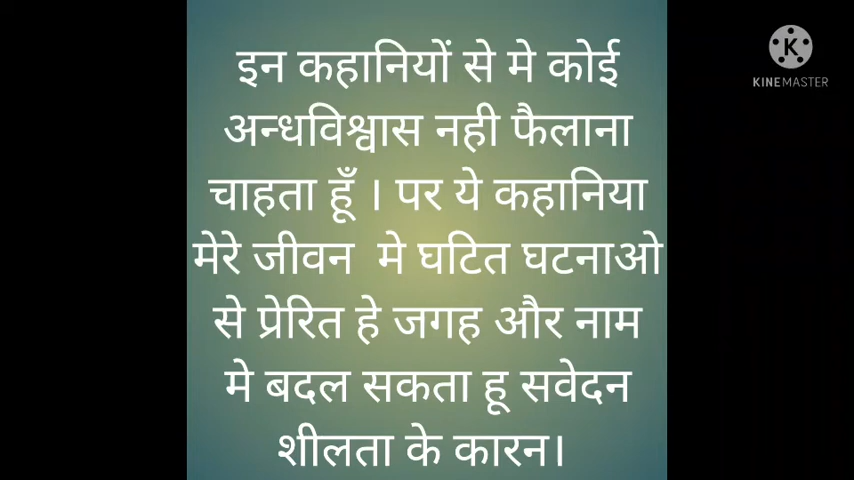 इन कहानियों से मे कोई
अन्धविश्वास नही फैलाना
चाहता हूँ । पर ये कहानिया
मेरे जीवन मे घटित घटनाओ
से प्रेरित हे जगह और नाम
मे बदल सकता हू सवेदन
शीलता के कारन।
K
KINEMASTER